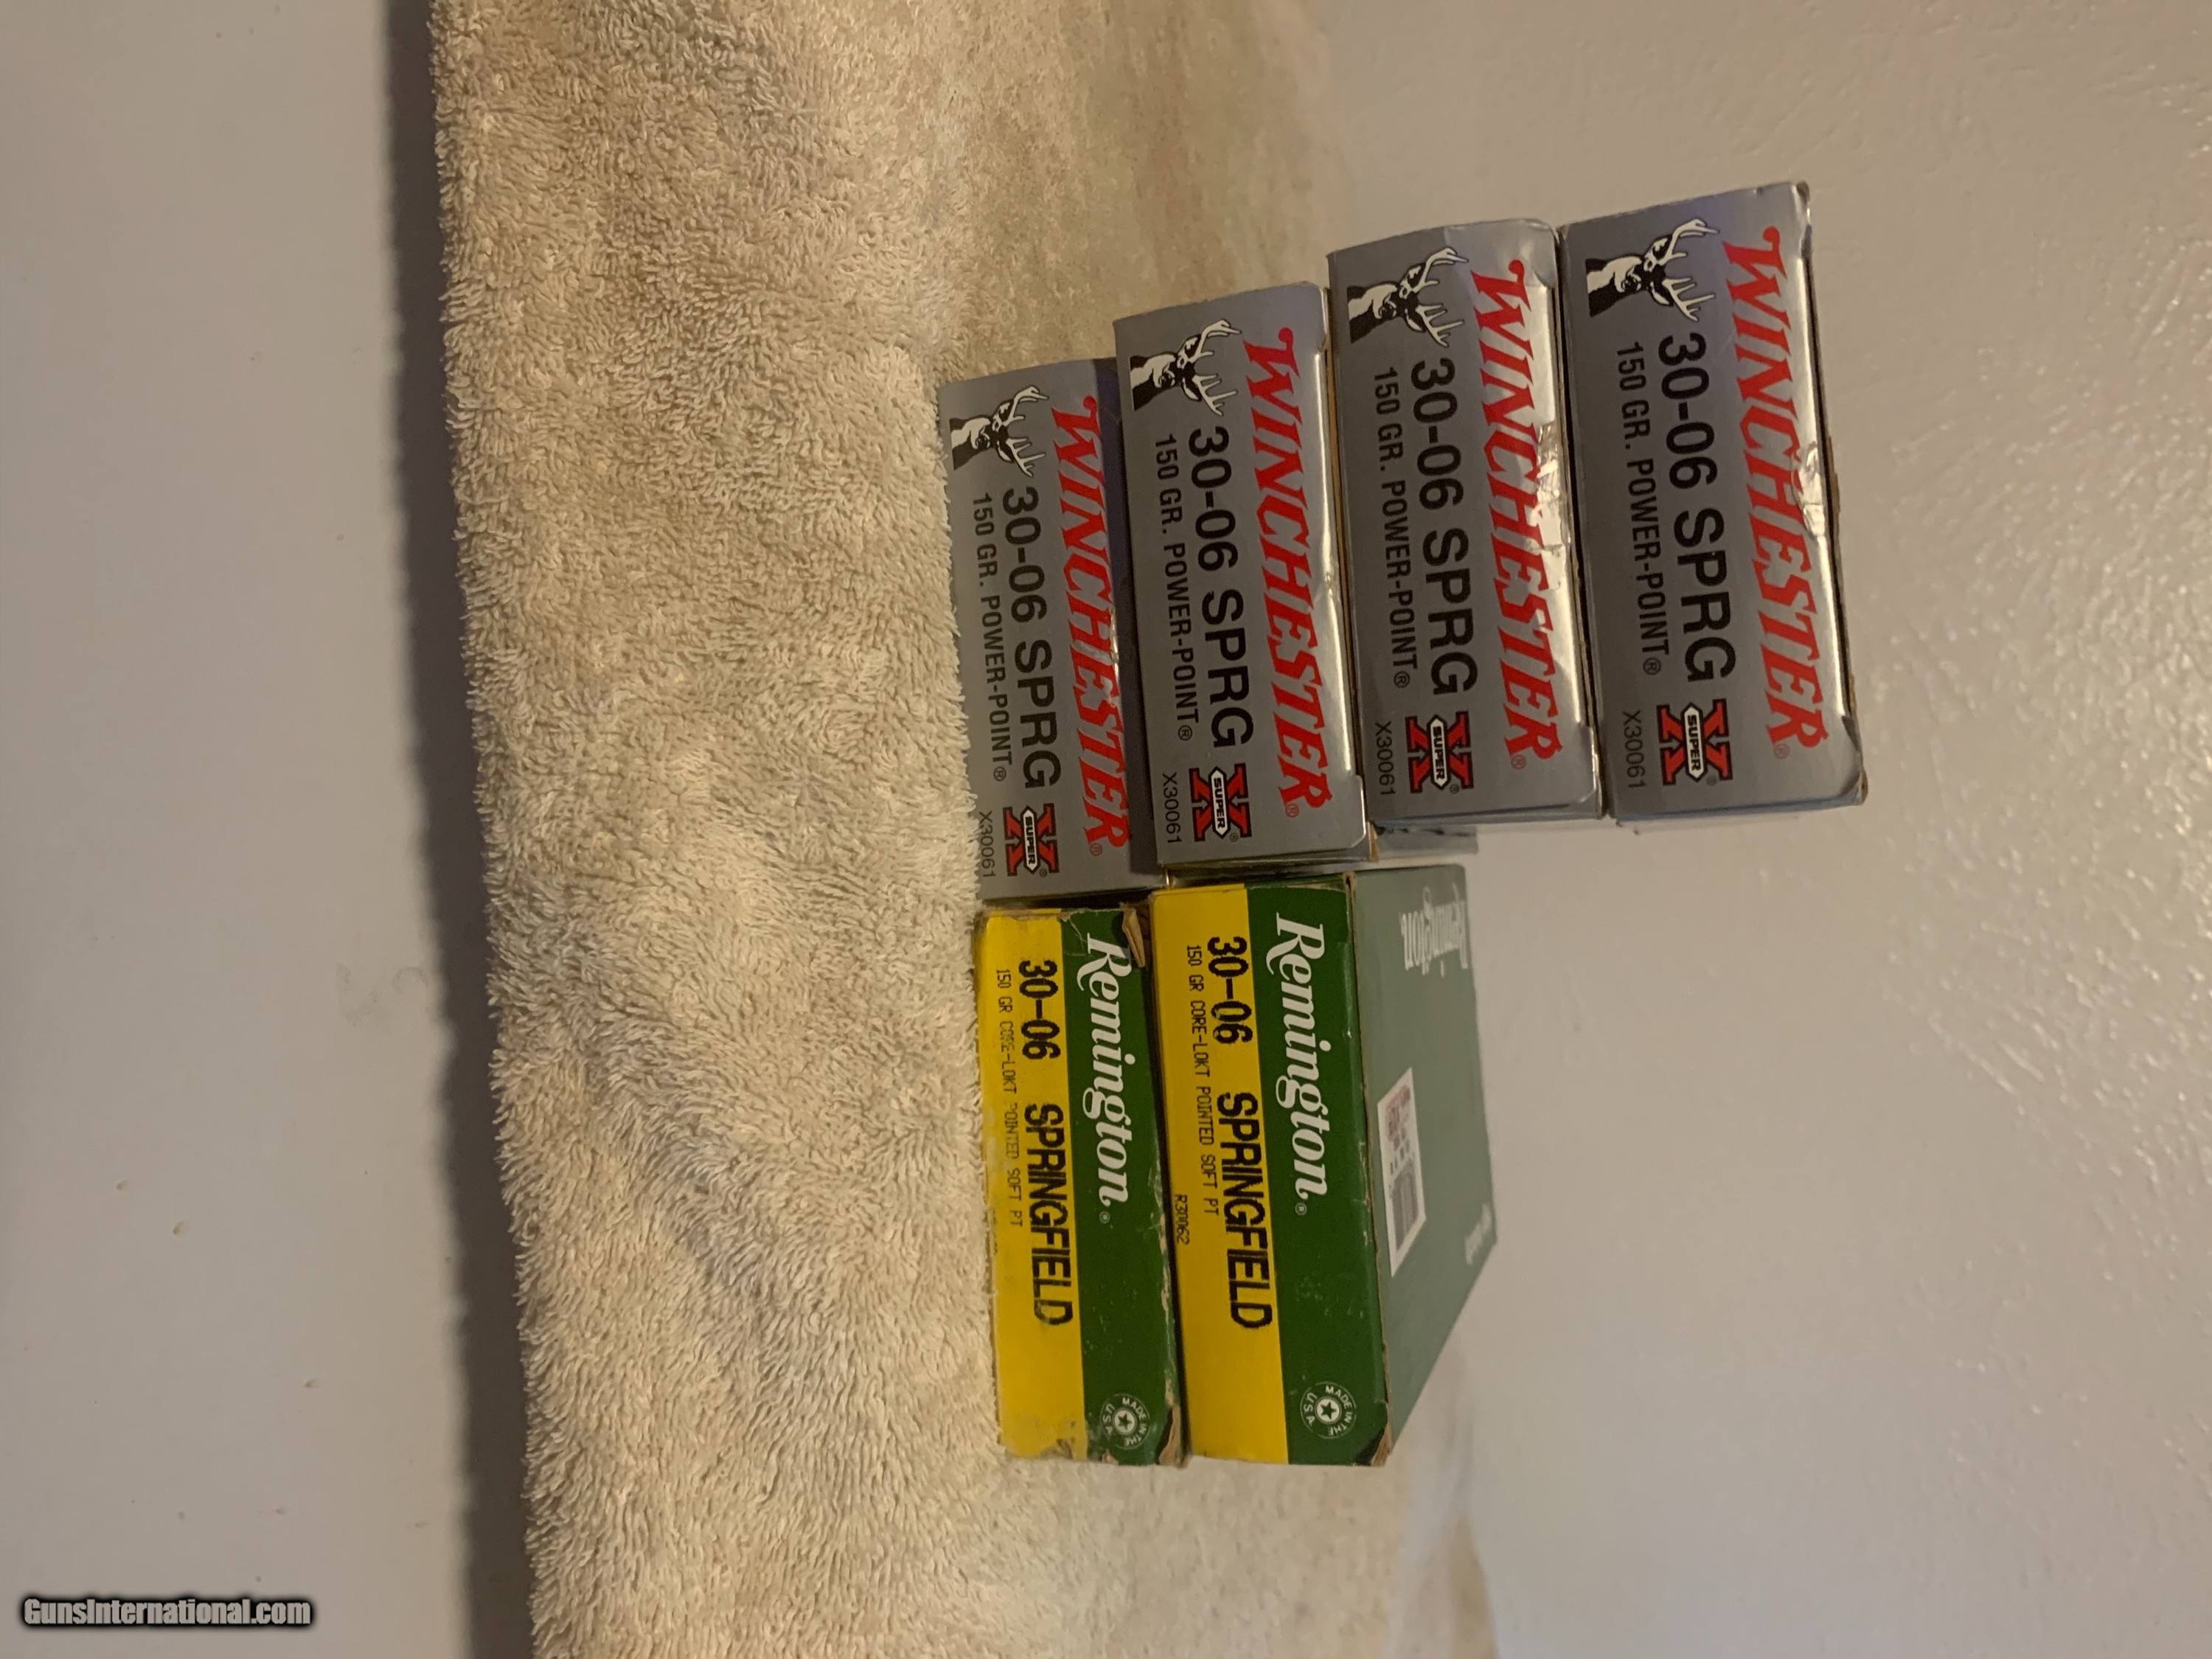 WINCHESTER®
30-06 SPRG
150 GR. POWER-POINT®
SUPER X®
X30061
WINCHESTER®
30-06 SPRG
150 GR. POWER-POINT®
SUPER X®
X30061
WINCHESTER®
30-06 SPRG
150 GR. POWER-POINT®
SUPER X®
X30061
WINCHESTER®
30-06 SPRG
150 GR. POWER-POINT®
SUPER X®
X30061
Remington
Remington®
30-06 SPRINGFIELD
150 GR CORE-LOKT POINTED SOFT PT
R30062
MADE IN THE U.S.A.
Remington®
30-06 SPRINGFIELD
150 GR CORE-LOKT POINTED SOFT PT
MADE IN THE U.S.A.
GunsInternational.com